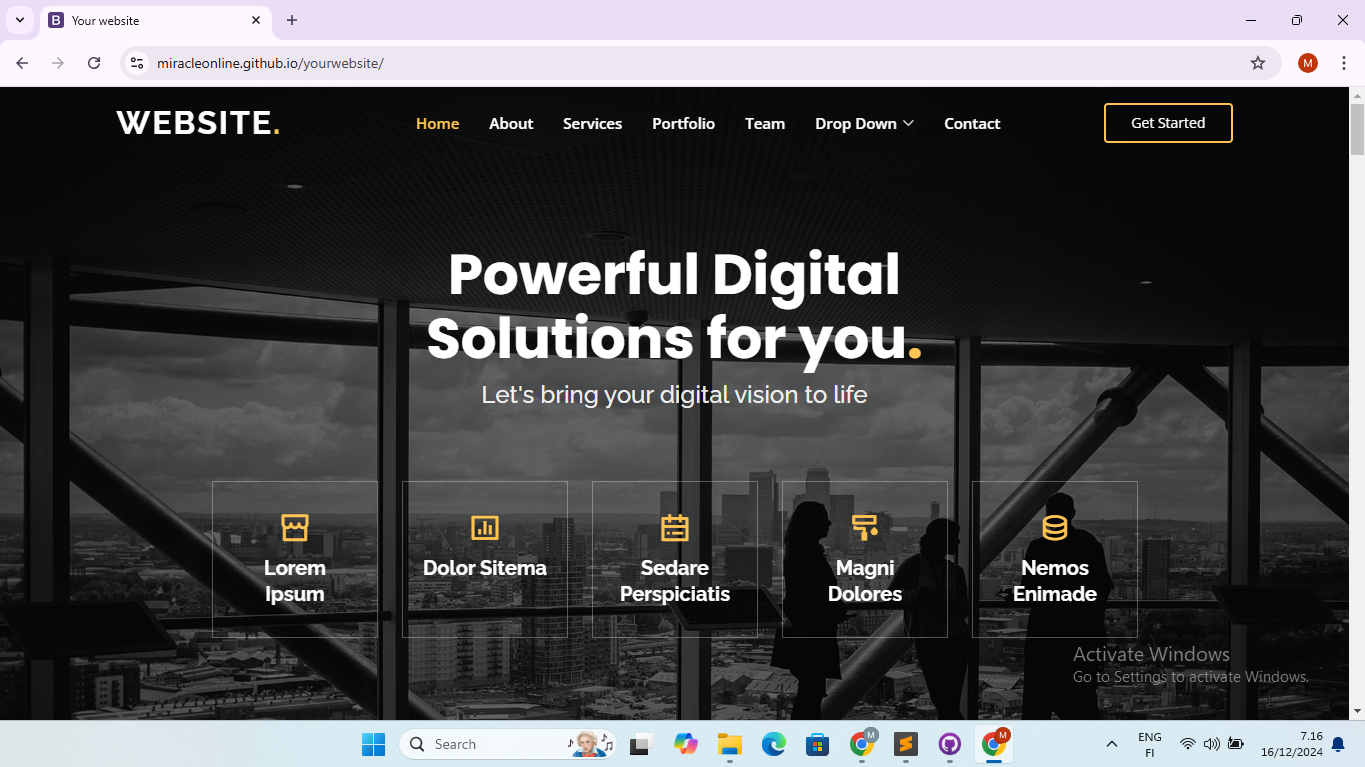 Your website
miracleonline.github.io/yourwebsite/
M
WEBSITE.
Home About Services Portfolio Team Drop Down Contact
Get Started
Powerful Digital
Solutions for you.
Let's bring your digital vision to life
Lorem
Ipsum
Dolor Sitema
Sedare
Perspiciatis
Magni
Dolores
Nemos
Enimade
Activate Windows
Go to Settings to activate Windows.
Search
M
M
ENG
FI
7.16
16/12/2024